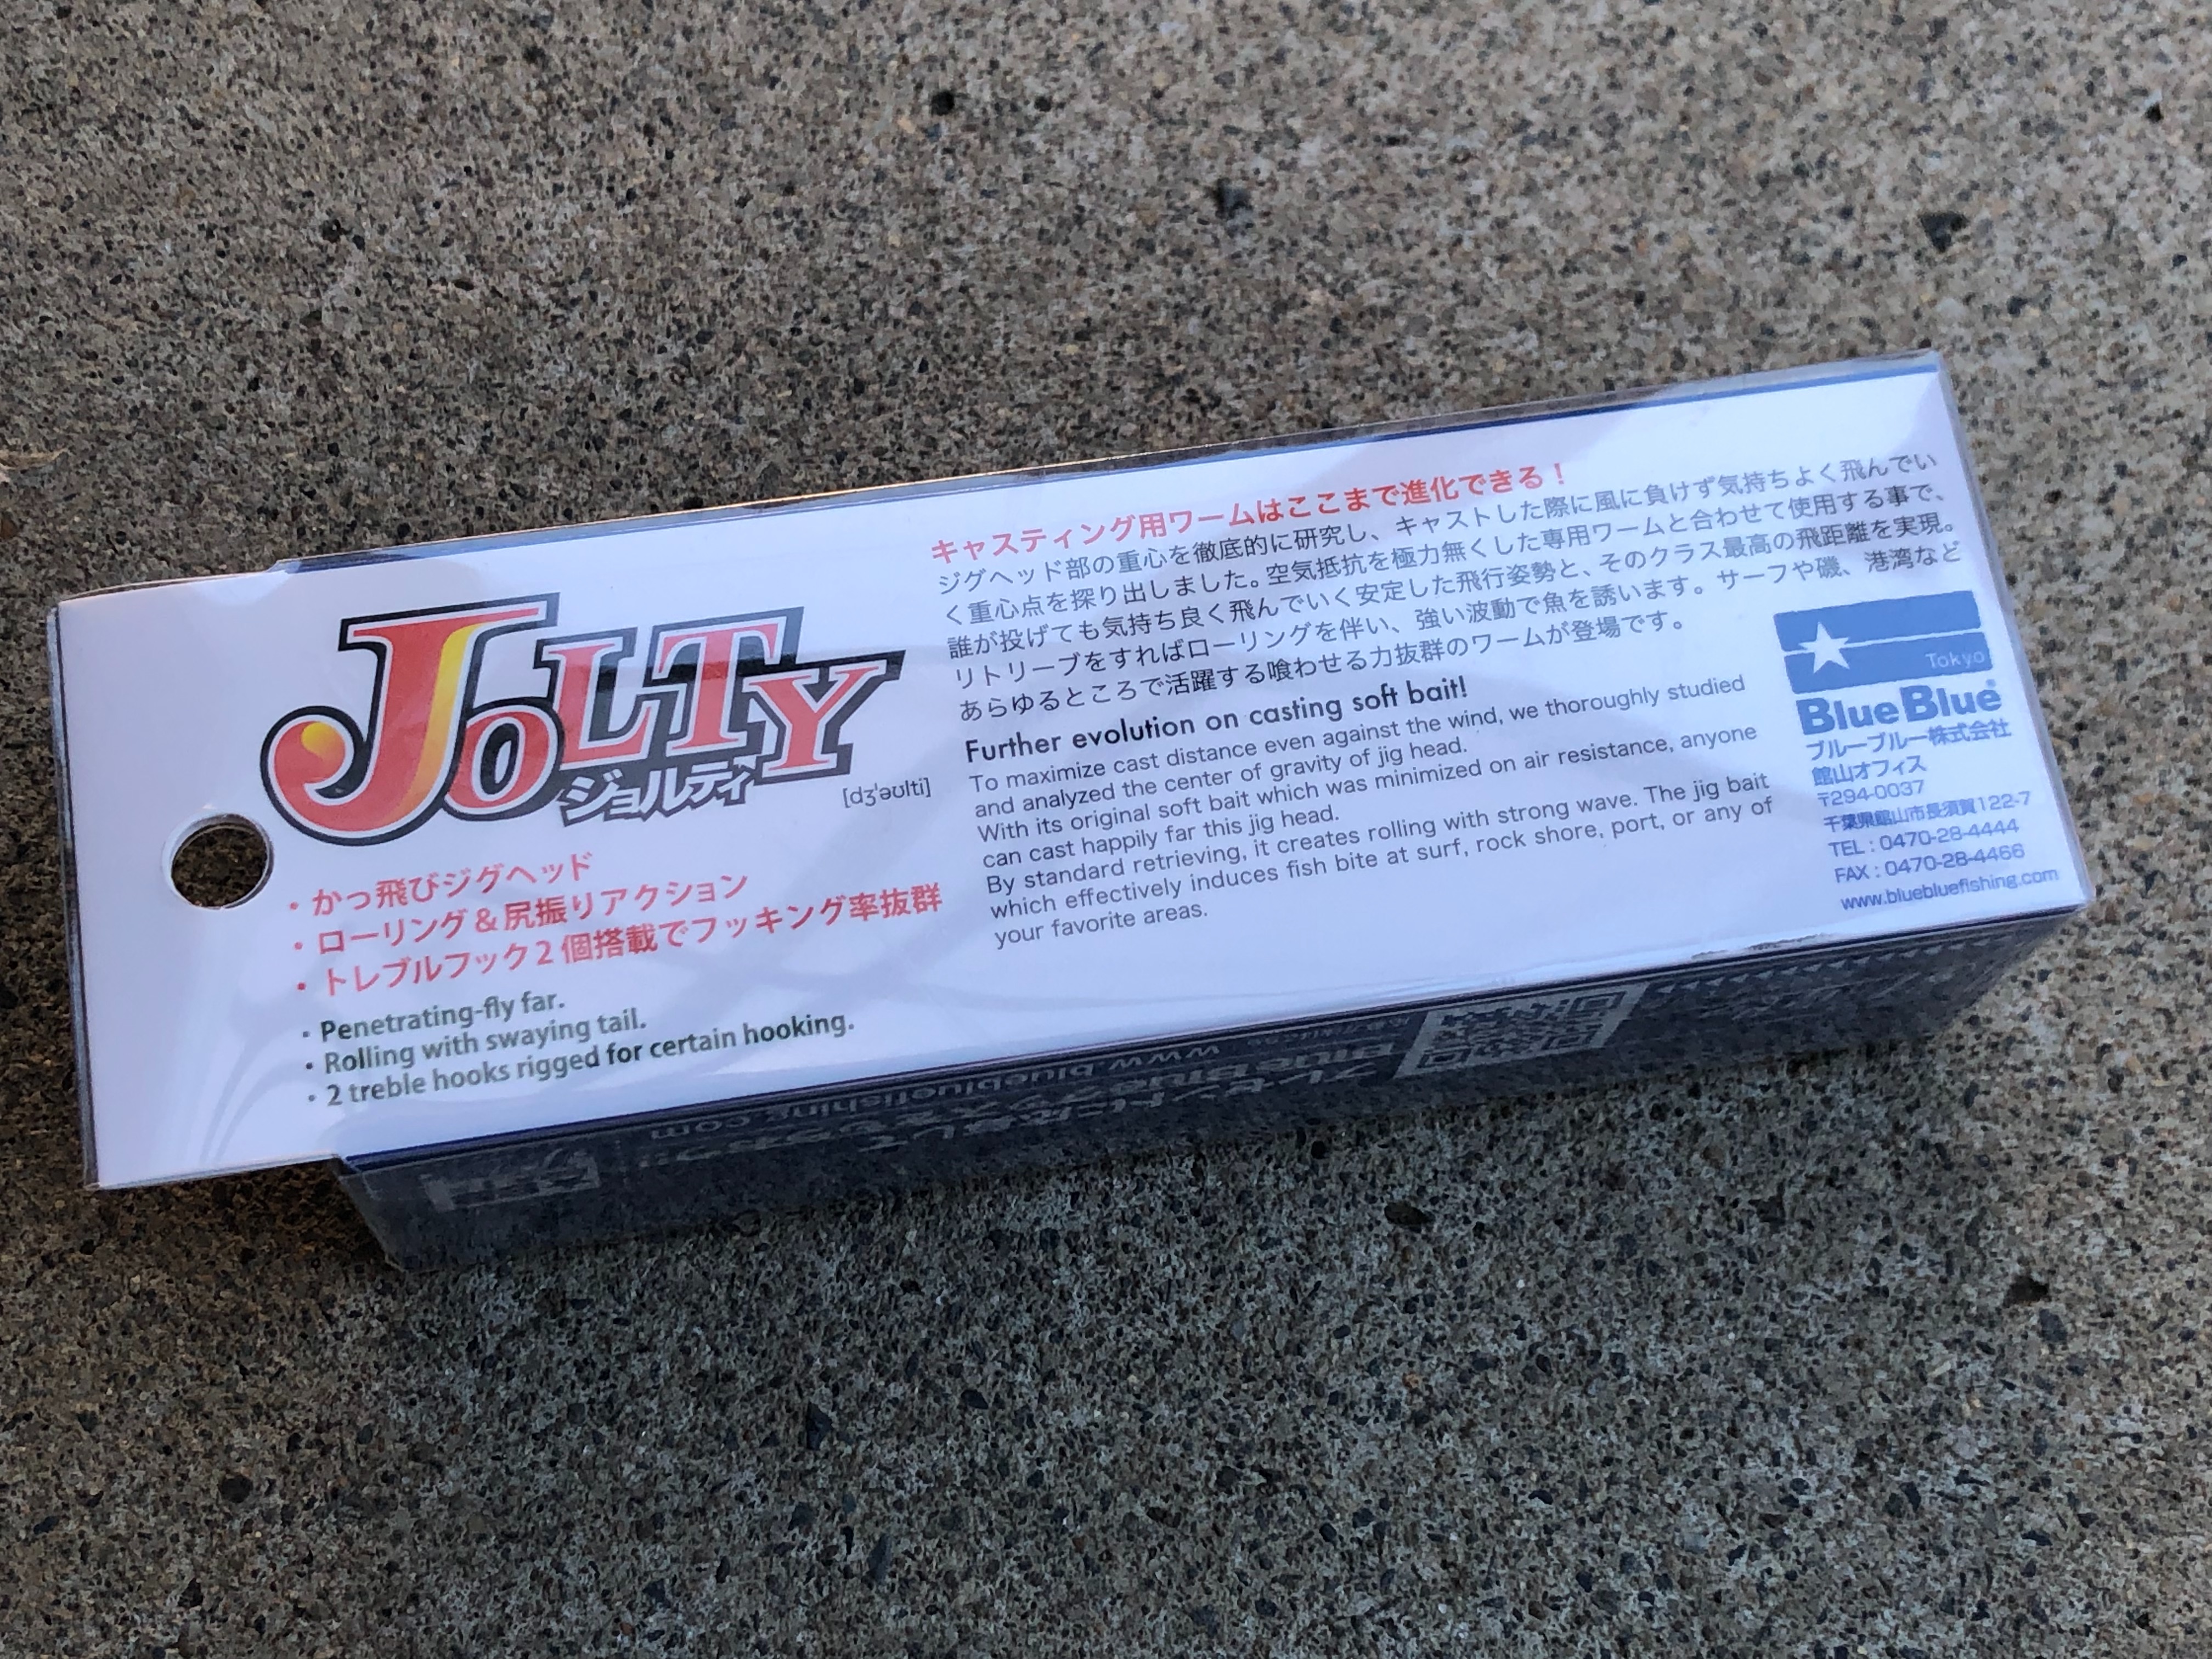 JOLTY
ジョルティ
[dʒ'əʊlti]
・かっ飛びジグヘッド
・ローリング＆尻振りアクション
・トレブルフック2個搭載でフッキング率抜群
・Penetrating-fly far.
・Rolling with swaying tail.
・2 treble hooks rigged for certain hooking.
キャスティング用ワームはここまで進化できる！
ジグヘッド部の重心を徹底的に研究し、キャストした際に風に負けず気持ちよく飛んでい
く重心点を探り出しました。空気抵抗を極力無くした専用ワームと合わせて使用する事で、
誰が投げても気持ち良く飛んでいく安定した飛行姿勢と、そのクラス最高の飛距離を実現。
リトリーブをすればローリングを伴い、強い波動で魚を誘います。サーフや磯、港湾など
あらゆるところで活躍する喰わせる力抜群のワームが登場です。
Further evolution on casting soft bait!
To maximize cast distance even against the wind, we thoroughly studied
and analyzed the center of gravity of jig head.
With its original soft bait which was minimized on air resistance, anyone
can cast happily far this jig head.
By standard retrieving, it creates rolling with strong wave. The jig bait
which effectively induces fish bite at surf, rock shore, port, or any of
your favorite areas.
Tokyo
BlueBlue®
ブルーブルー株式会社
館山オフィス
〒294-0037
千葉県館山市長須賀122-7
TEL : 0470-28-4444
FAX : 0470-28-4466
www.bluebluefishing.com
Blue Blue
www.bluebluefishing.com